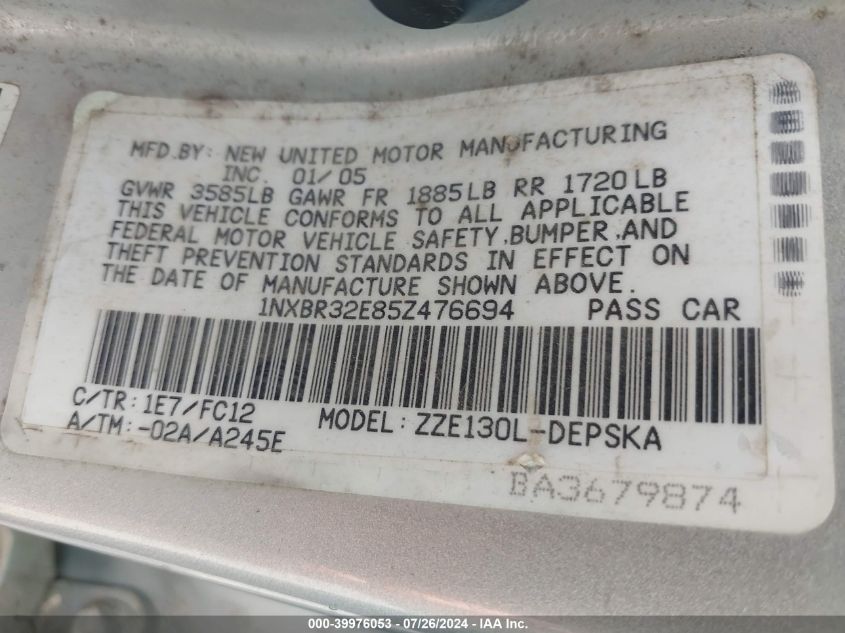 MFD.BY: NEW UNITED MOTOR MANUFACTURING
INC. 01/05
GVWR 3585LB GAWR FR 1885LB RR 1720LB
THIS VEHICLE CONFORMS TO ALL APPLICABLE
FEDERAL MOTOR VEHICLE SAFETY,BUMPER,AND
THEFT PREVENTION STANDARDS IN EFFECT ON
THE DATE OF MANUFACTURE SHOWN ABOVE.
1NXBR32E85Z476694 PASS CAR
C/TR:1E7/FC12
A/TM:-02A/A245E
MODEL:ZZE130L-DEPSKA
BA3679874
000-39976053 - 07/26/2024 - IAA Inc.